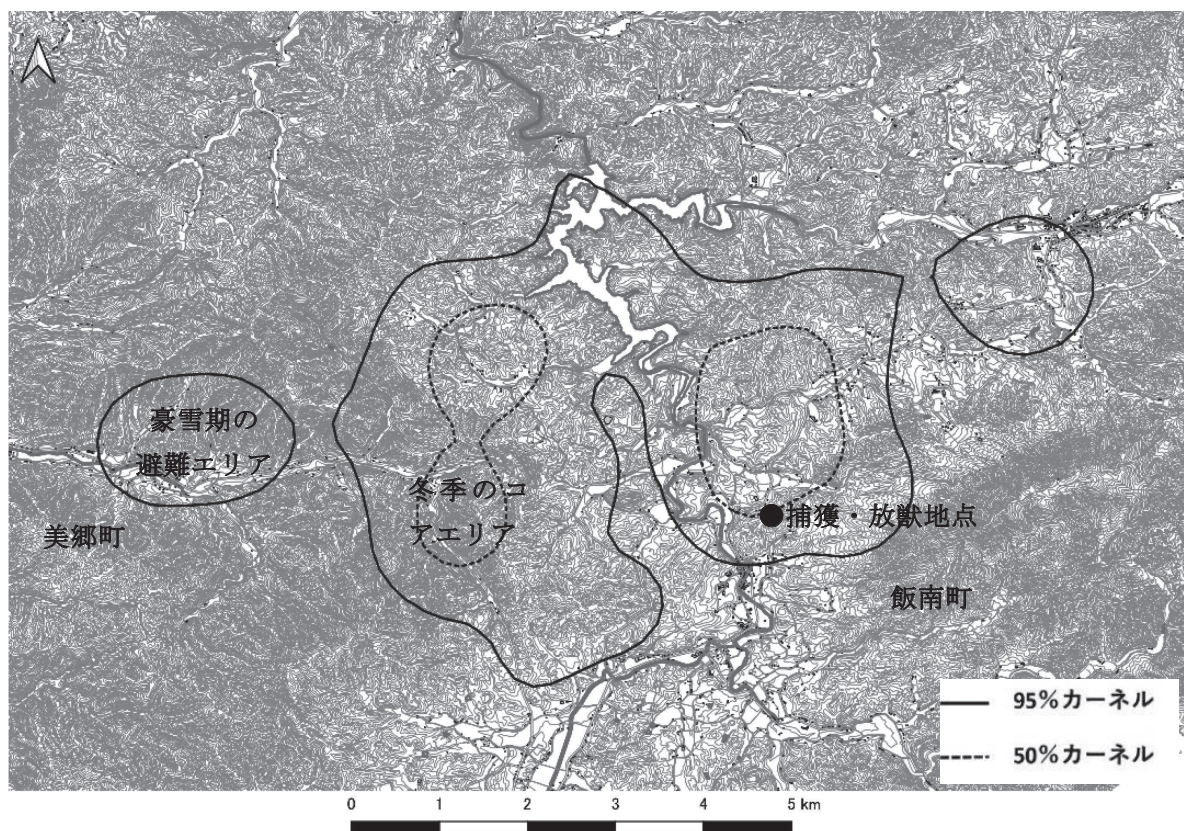 豪雪期の
避難エリア
冬季のコ
アエリア
美郷町
捕獲・放獣地点
飯南町
95%カーネル
50%カーネル
0 1 2 3 4 5 km